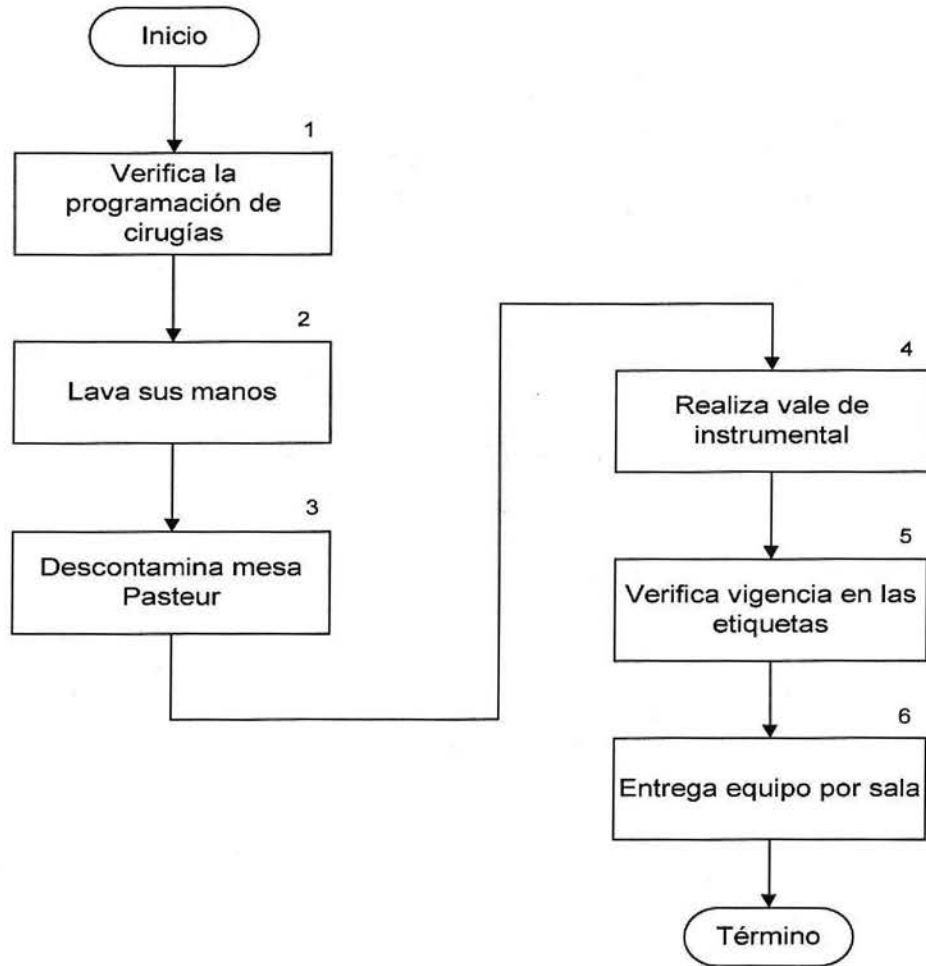 Inicio
1
Verifica la
programación de
cirugías
2
Lava sus manos
3
Descontamina mesa
Pasteur
4
Realiza vale de
instrumental
5
Verifica vigencia en las
etiquetas
6
Entrega equipo por sala
Término